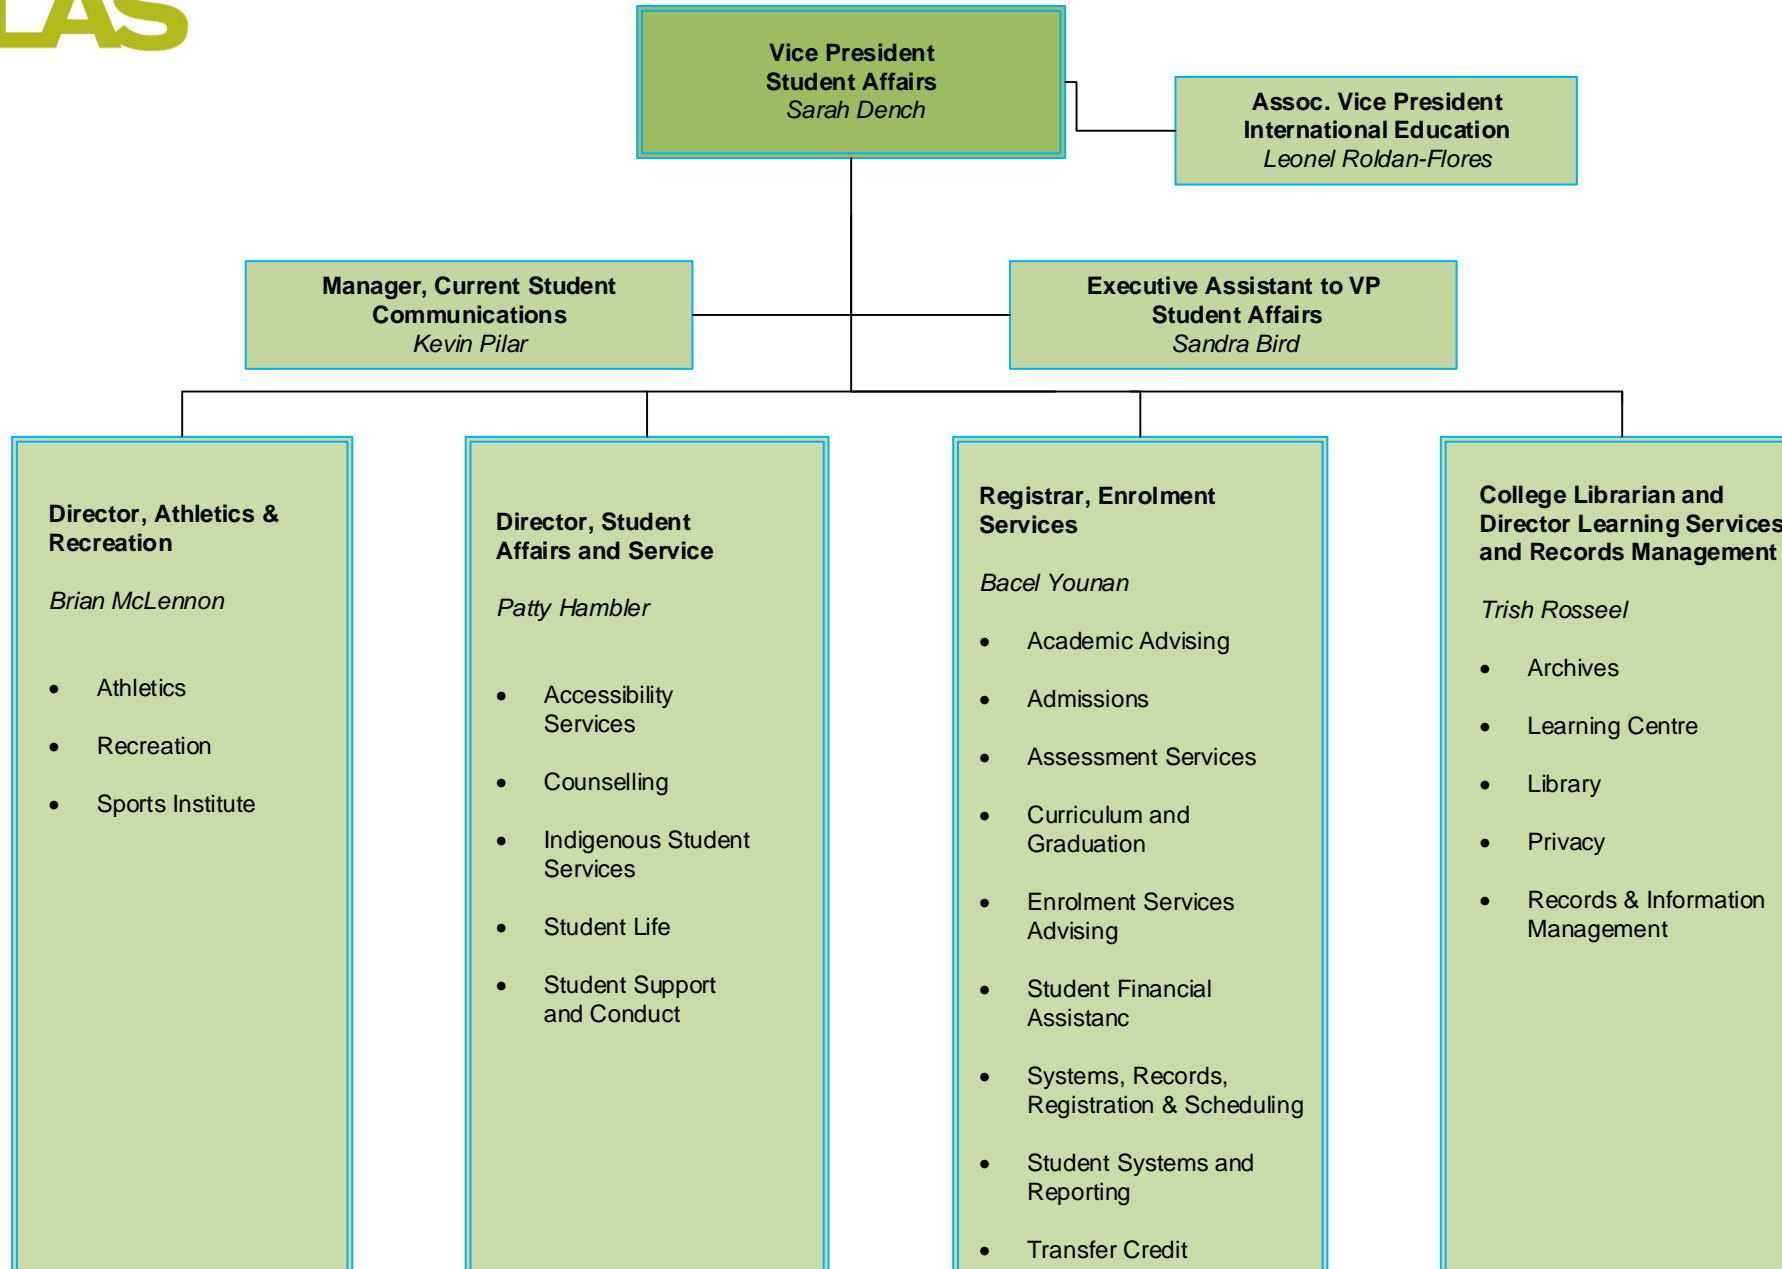 LAS
Vice President
Student Affairs
Sarah Dench
Assoc. Vice President
International Education
Leonel Roldan-Flores
Manager, Current Student
Communications
Kevin Pilar
Executive Assistant to VP
Student Affairs
Sandra Bird
Director, Athletics &
Recreation
Brian McLennon
• Athletics
• Recreation
• Sports Institute
Director, Student
Affairs and Service
Patty Hambler
• Accessibility
Services
• Counselling
• Indigenous Student
Services
• Student Life
• Student Support
and Conduct
Registrar, Enrolment
Services
Bacel Younan
• Academic Advising
• Admissions
• Assessment Services
• Curriculum and
Graduation
• Enrolment Services
Advising
• Student Financial
Assistanc
• Systems, Records,
Registration & Scheduling
• Student Systems and
Reporting
• Transfer Credit
College Librarian and
Director Learning Services
and Records Management
Trish Rosseel
• Archives
• Learning Centre
• Library
• Privacy
• Records & Information
Management